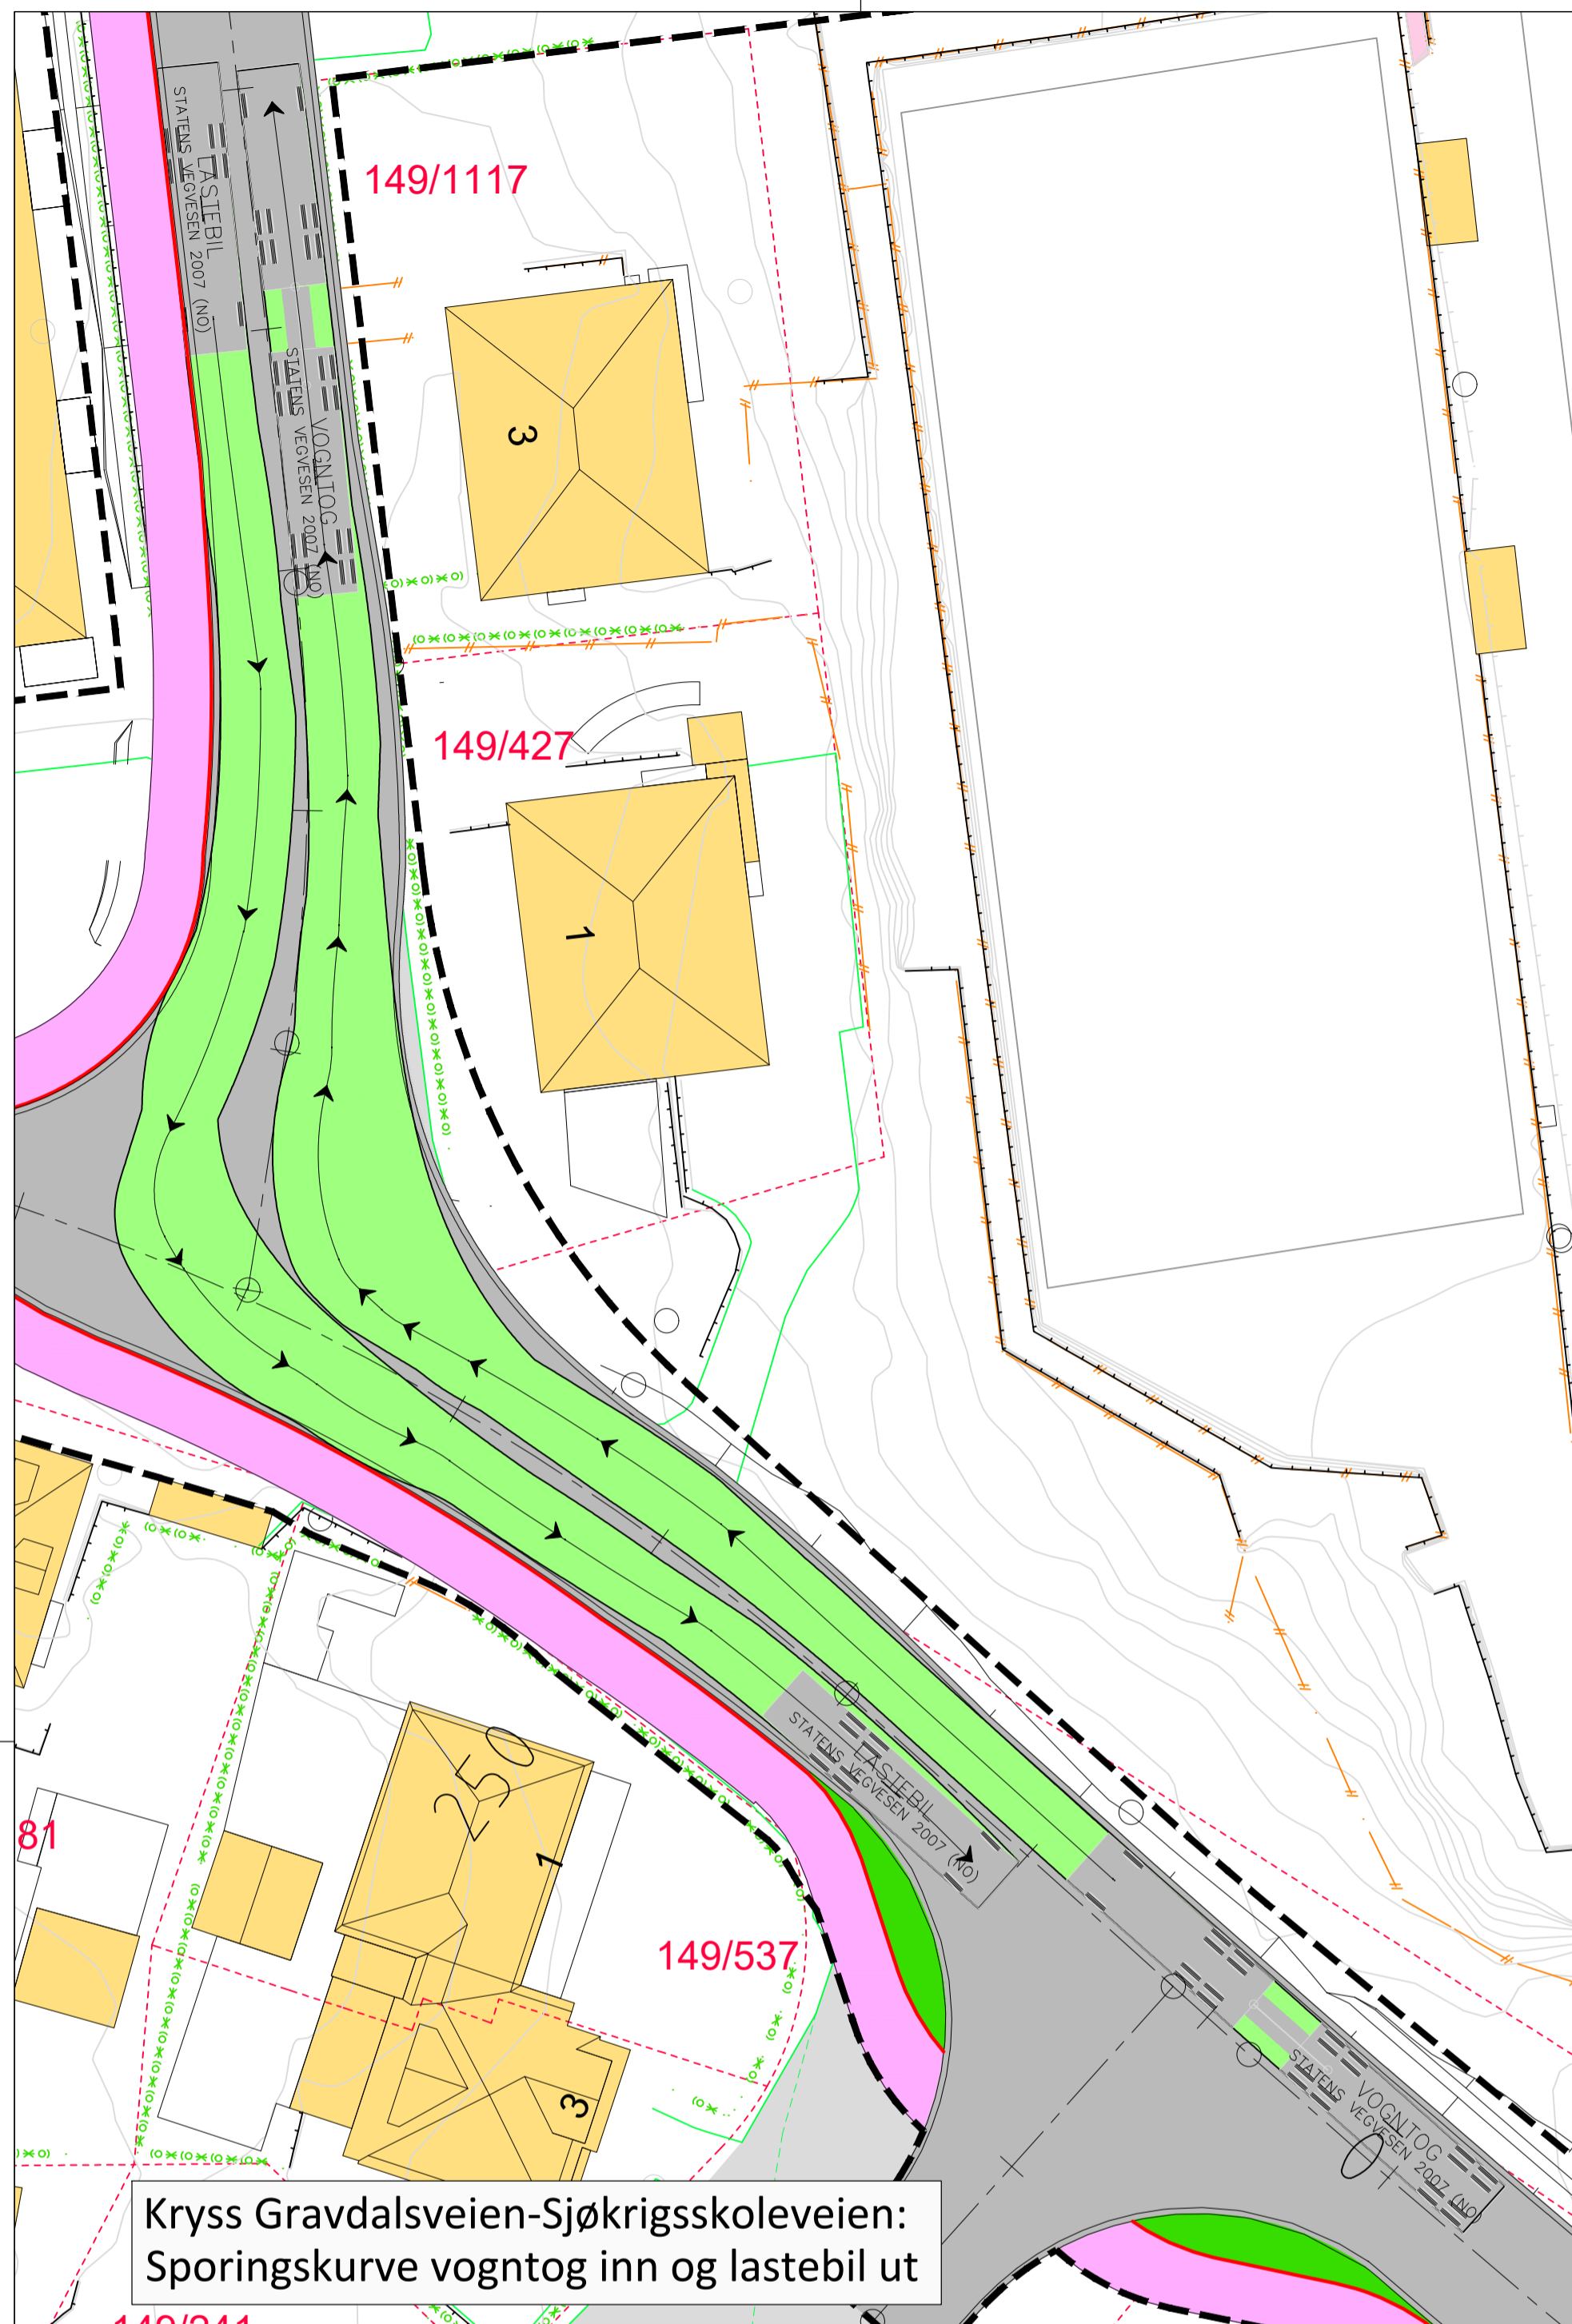 LASTEBIL
STATENS VEGVESEN 2007 (NO)
149/1117
VOGNTOG
STATENS VEGVESEN 2007 (NO)
3
149/427
1
250
1
81
LASTEBIL
STATENS VEGVESEN 2007 (NO)
149/537
3
VOGNTOG
STATENS VEGVESEN 2007 (NO)
Kryss Gravdalsveien-Sjøkrigsskoleveien:
Sporingskurve vogntog inn og lastebil ut
149/241